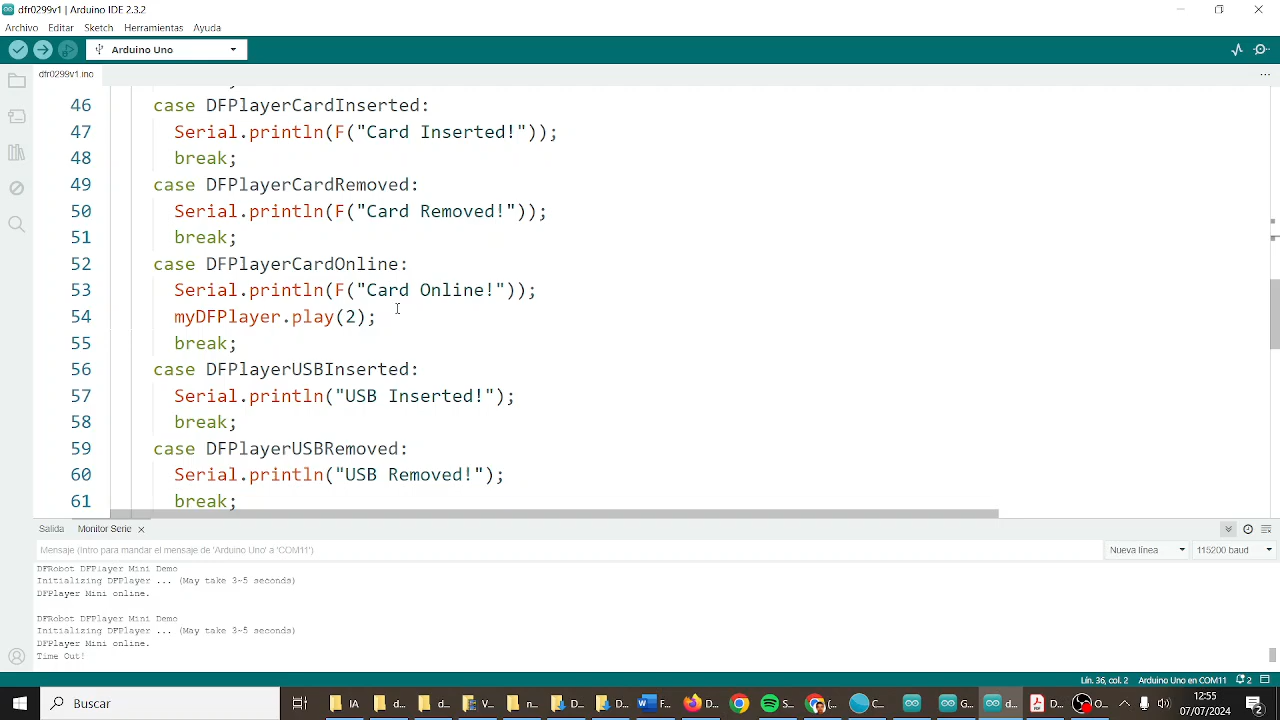 dfr0299v1 | Arduino IDE 2.3.2
Archivo Editar Sketch Herramientas Ayuda
Arduino Uno
dfr0299v1.ino
46 case DFPlayerCardInserted:
47 Serial.println(F("Card Inserted!"));
48 break;
49 case DFPlayerCardRemoved:
50 Serial.println(F("Card Removed!"));
51 break;
52 case DFPlayerCardOnline:
53 Serial.println(F("Card Online!"));
54 myDFPlayer.play(2);
55 break;
56 case DFPlayerUSBInserted:
57 Serial.println("USB Inserted!");
58 break;
59 case DFPlayerUSBRemoved:
60 Serial.println("USB Removed!");
61 break;
Salida Monitor Serie
Mensaje (Intro para mandar el mensaje de 'Arduino Uno' a 'COM11')
Nueva línea 115200 baud
DFRobot DFPlayer Mini Demo
Initializing DFPlayer ... (May take 3~5 seconds)
DFPlayer Mini online.
DFRobot DFPlayer Mini Demo
Initializing DFPlayer ... (May take 3~5 seconds)
DFPlayer Mini online.
Time Out!
Lín. 36, col. 2 Arduino Uno en COM11 2
Buscar IA d... d... V... n... D... D... F... D... S... (... C... G... d... D... O... 12:55
07/07/2024 2